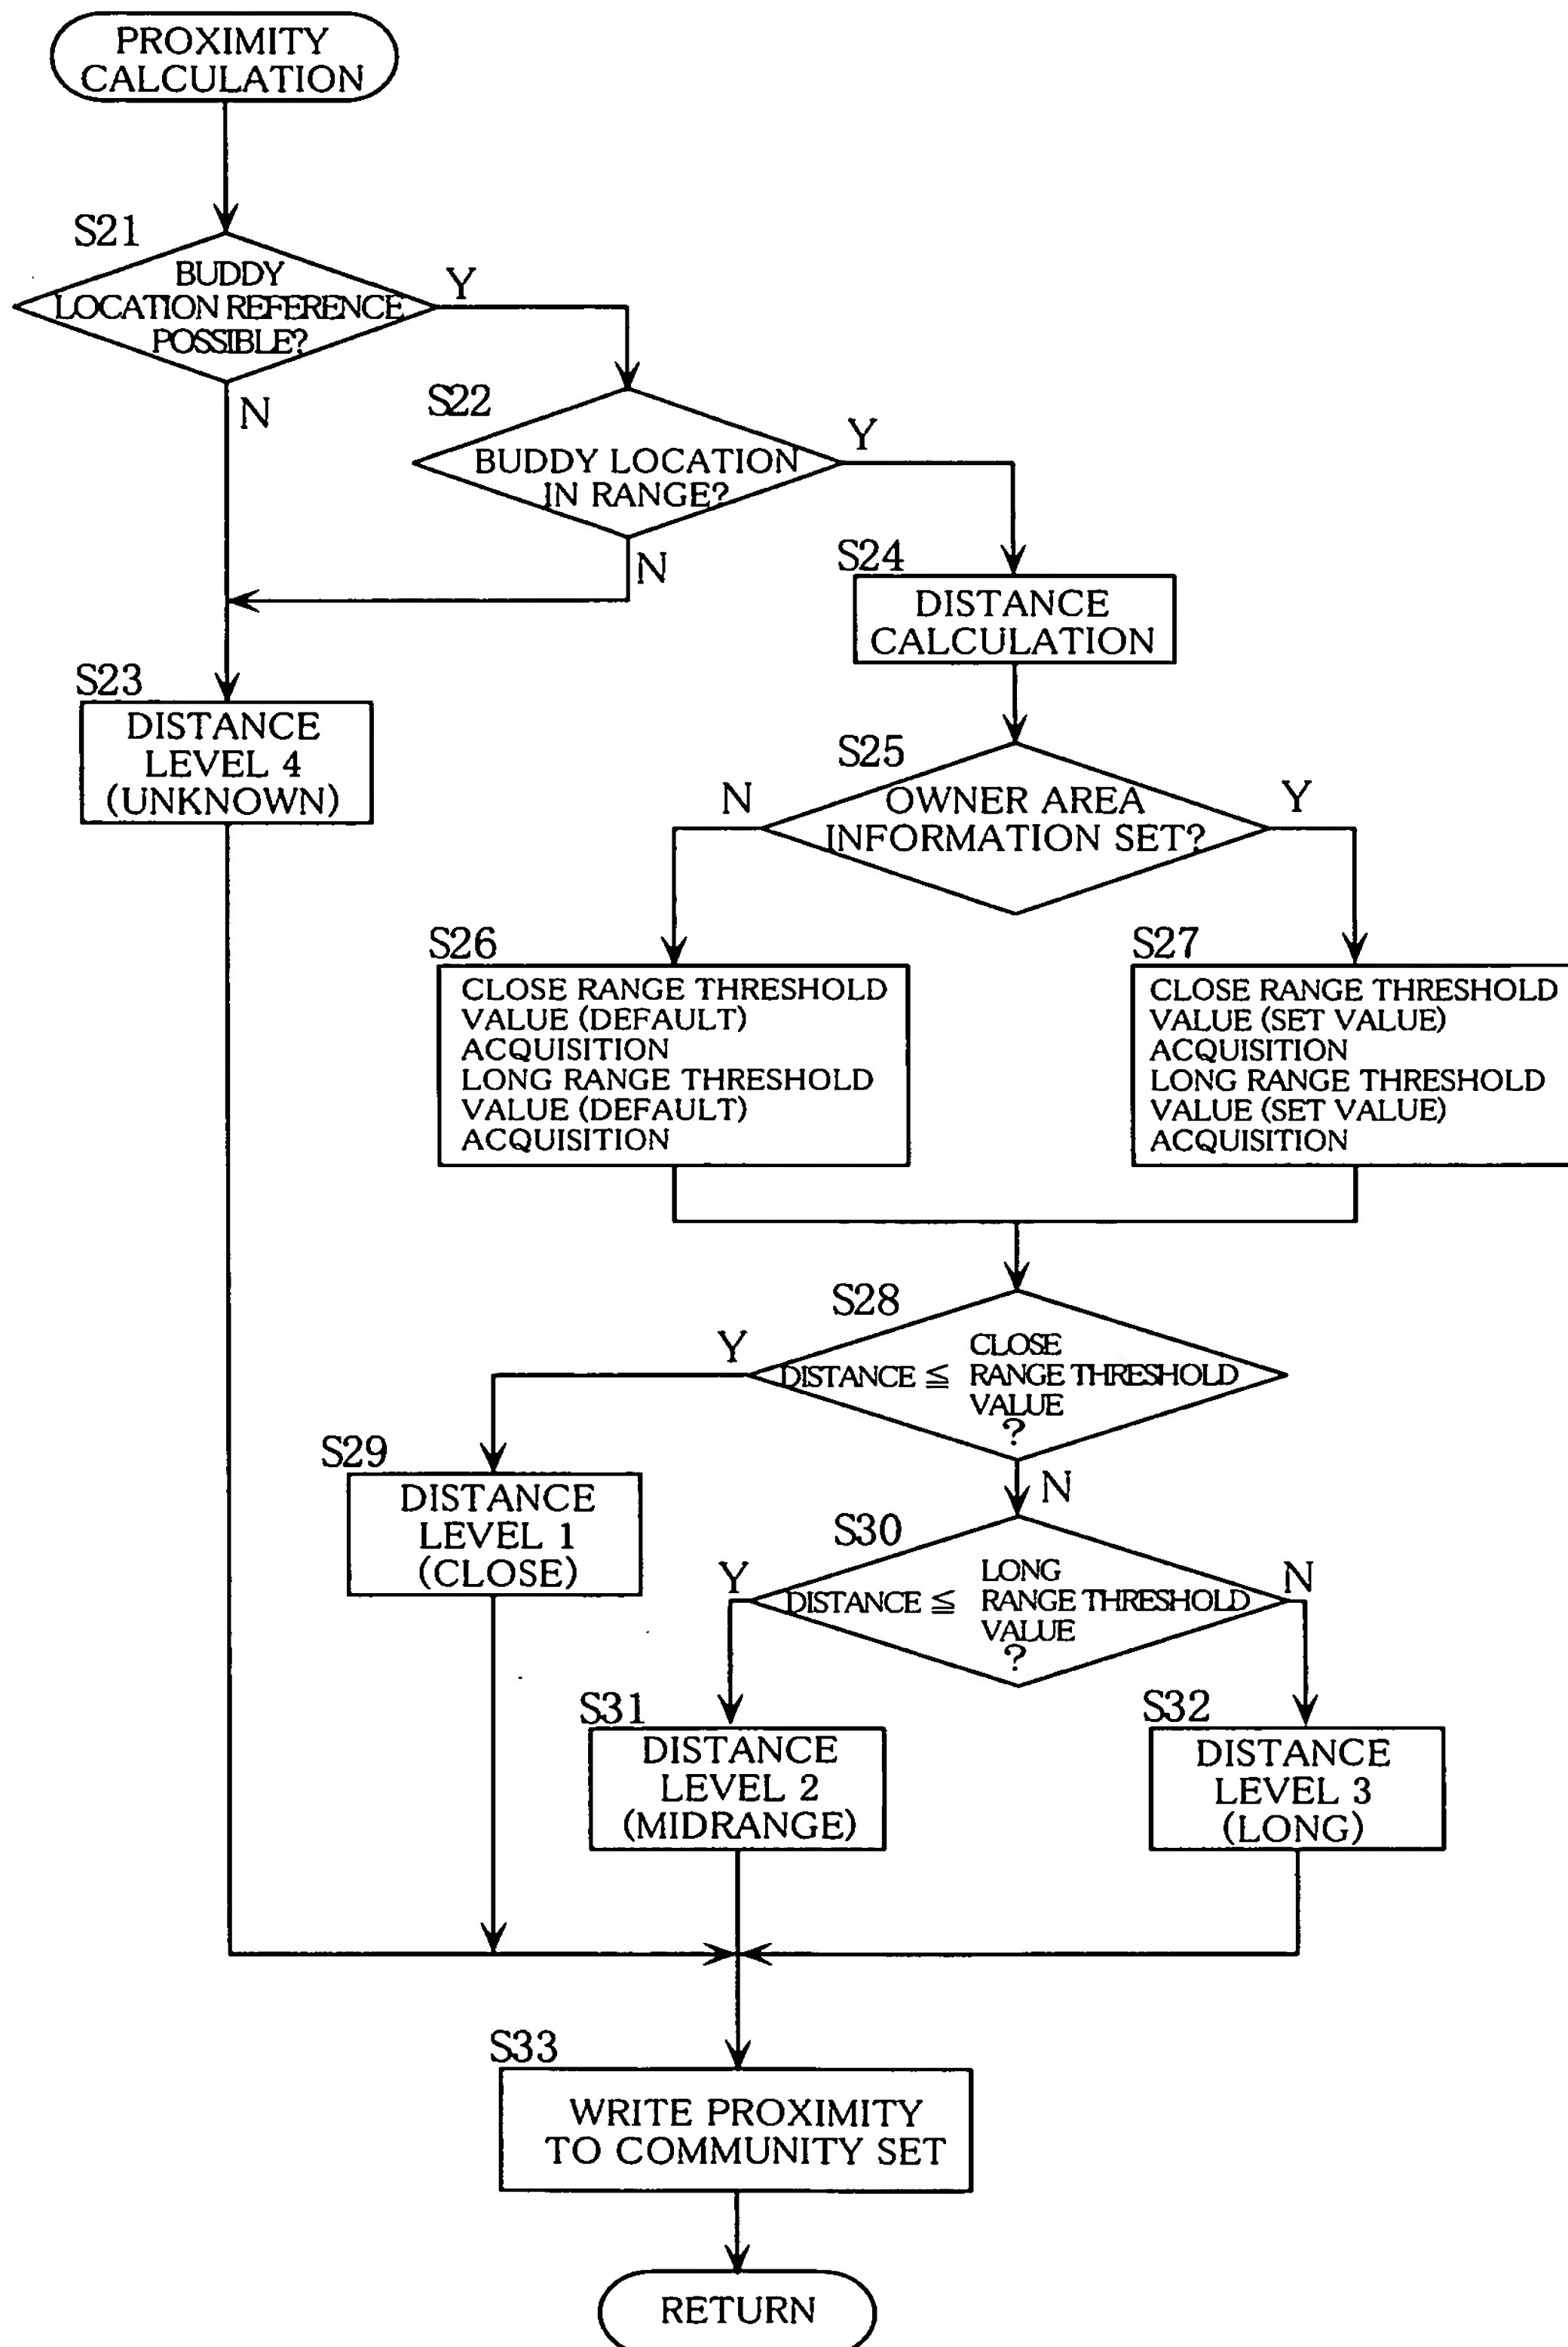 PROXIMITY
CALCULATION
S21
BUDDY
LOCATION REFERENCE
POSSIBLE?
Y
N
S22
BUDDY LOCATION
IN RANGE?
Y
N
S23
DISTANCE
LEVEL 4
(UNKNOWN)
S24
DISTANCE
CALCULATION
S25
OWNER AREA
INFORMATION SET?
N
Y
S26
CLOSE RANGE THRESHOLD
VALUE (DEFAULT)
ACQUISITION
LONG RANGE THRESHOLD
VALUE (DEFAULT)
ACQUISITION
S27
CLOSE RANGE THRESHOLD
VALUE (SET VALUE)
ACQUISITION
LONG RANGE THRESHOLD
VALUE (SET VALUE)
ACQUISITION
S28
CLOSE
DISTANCE ≦ RANGE THRESHOLD
VALUE
?
Y
N
S29
DISTANCE
LEVEL 1
(CLOSE)
S30
LONG
DISTANCE ≦ RANGE THRESHOLD
VALUE
?
Y
N
S31
DISTANCE
LEVEL 2
(MIDRANGE)
S32
DISTANCE
LEVEL 3
(LONG)
S33
WRITE PROXIMITY
TO COMMUNITY SET
RETURN